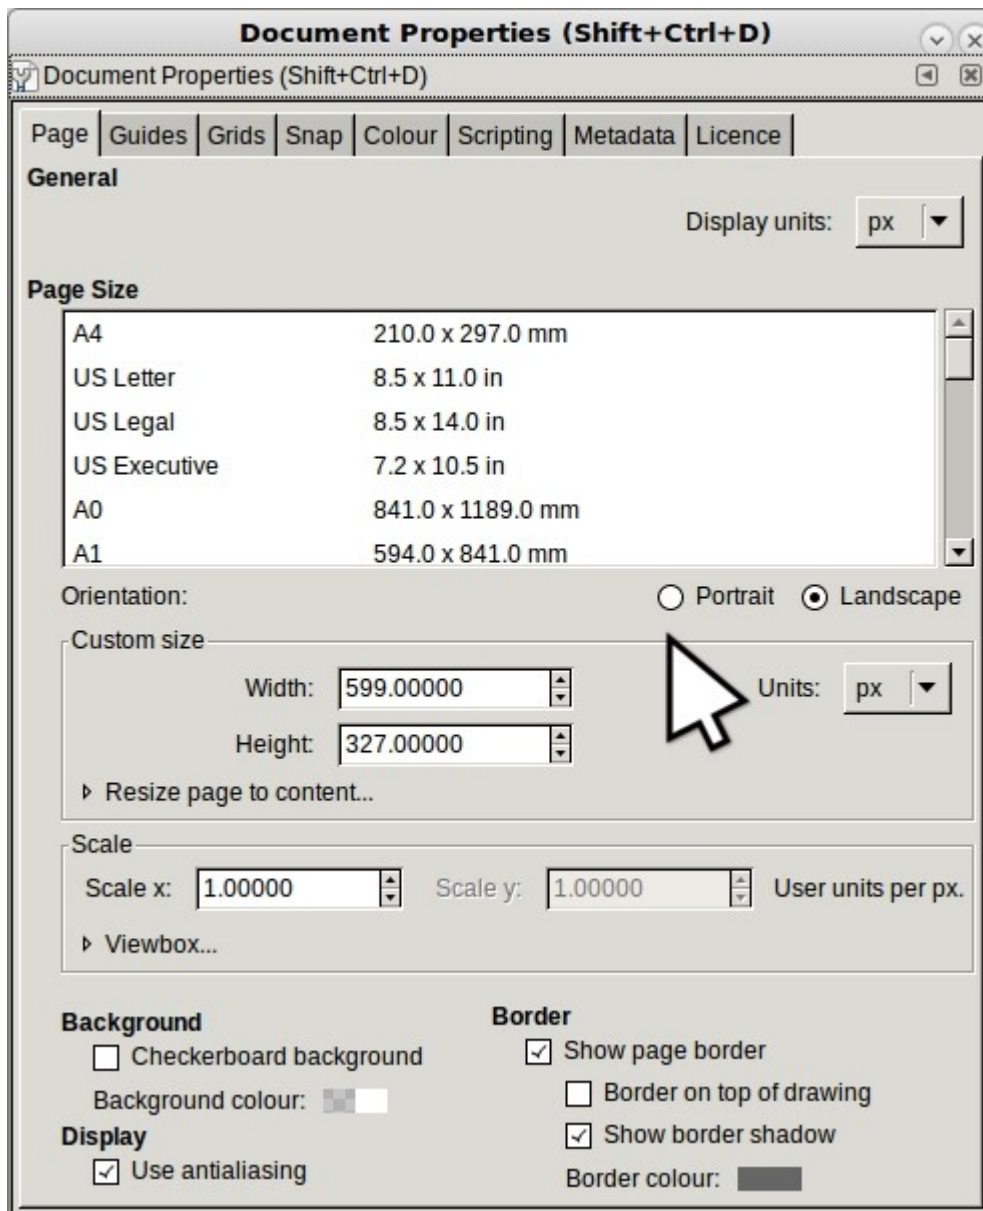 Document Properties (Shift+Ctrl+D)
Document Properties (Shift+Ctrl+D)
Page Guides Grids Snap Colour Scripting Metadata Licence
General
Display units: px
Page Size
A4 210.0 x 297.0 mm
US Letter 8.5 x 11.0 in
US Legal 8.5 x 14.0 in
US Executive 7.2 x 10.5 in
A0 841.0 x 1189.0 mm
A1 594.0 x 841.0 mm
Orientation: Portrait Landscape
Custom size
Width: 599.00000 Units: px
Height: 327.00000
Resize page to content...
Scale
Scale x: 1.00000 Scale y: 1.00000 User units per px.
Viewbox...
Background
Checkerboard background
Background colour:
Display
Use antialiasing
Border
Show page border
Border on top of drawing
Show border shadow
Border colour: